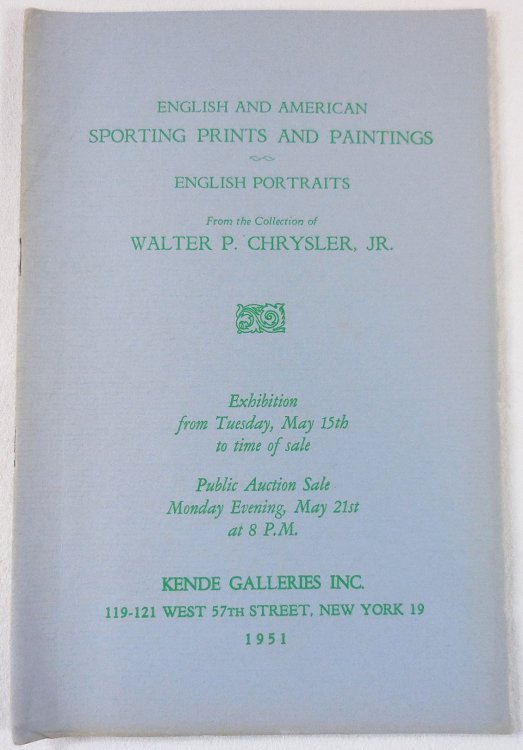 ENGLISH AND AMERICAN
SPORTING PRINTS AND PAINTINGS
ENGLISH PORTRAITS
From the Collection of
WALTER P. CHRYSLER, JR.
Exhibition
from Tuesday, May 15th
to time of sale
Public Auction Sale
Monday Evening, May 21st
at 8 P.M.
KENDE GALLERIES INC.
119-121 WEST 57TH STREET, NEW YORK 19
1951